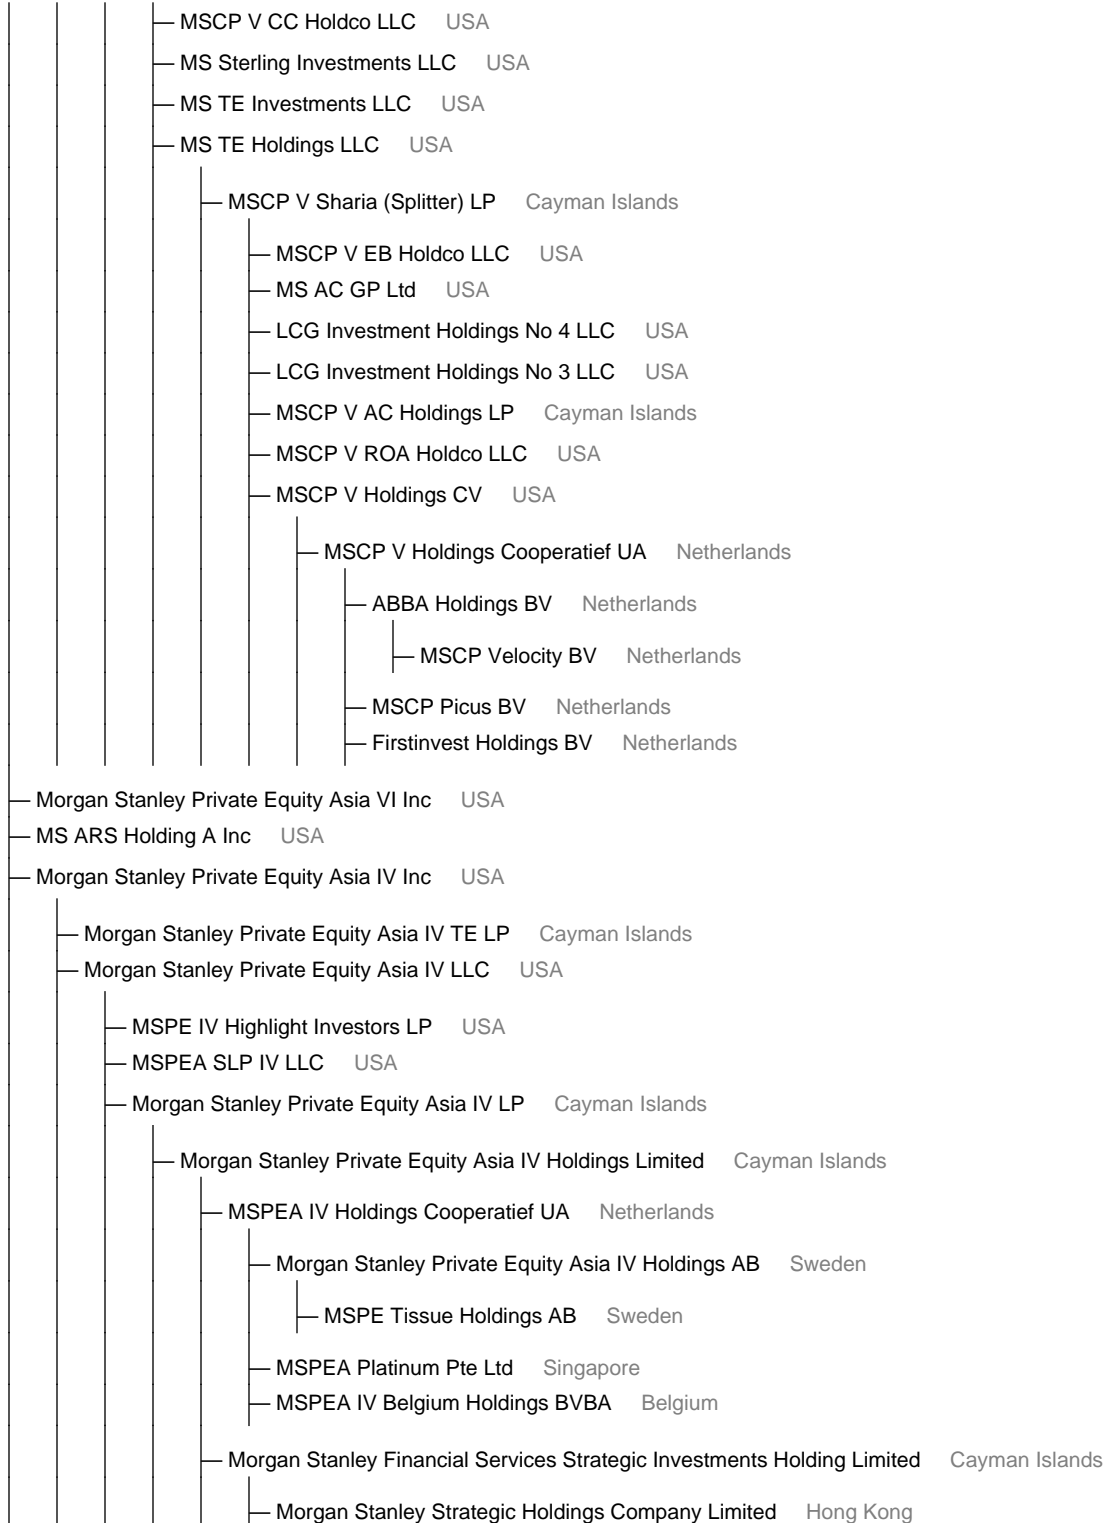 MSCP V CC Holdco LLC USA
MS Sterling Investments LLC USA
MS TE Investments LLC USA
MS TE Holdings LLC USA
MSCP V Sharia (Splitter) LP Cayman Islands
MSCP V EB Holdco LLC USA
MS AC GP Ltd USA
LCG Investment Holdings No 4 LLC USA
LCG Investment Holdings No 3 LLC USA
MSCP V AC Holdings LP Cayman Islands
MSCP V ROA Holdco LLC USA
MSCP V Holdings CV USA
MSCP V Holdings Cooperatief UA Netherlands
ABBA Holdings BV Netherlands
MSCP Velocity BV Netherlands
MSCP Picus BV Netherlands
Firstinvest Holdings BV Netherlands
Morgan Stanley Private Equity Asia VI Inc USA
MS ARS Holding A Inc USA
Morgan Stanley Private Equity Asia IV Inc USA
Morgan Stanley Private Equity Asia IV TE LP Cayman Islands
Morgan Stanley Private Equity Asia IV LLC USA
MSPE IV Highlight Investors LP USA
MSPEA SLP IV LLC USA
Morgan Stanley Private Equity Asia IV LP Cayman Islands
Morgan Stanley Private Equity Asia IV Holdings Limited Cayman Islands
MSPEA IV Holdings Cooperatief UA Netherlands
Morgan Stanley Private Equity Asia IV Holdings AB Sweden
MSPE Tissue Holdings AB Sweden
MSPEA Platinum Pte Ltd Singapore
MSPEA IV Belgium Holdings BVBA Belgium
Morgan Stanley Financial Services Strategic Investments Holding Limited Cayman Islands
Morgan Stanley Strategic Holdings Company Limited Hong Kong